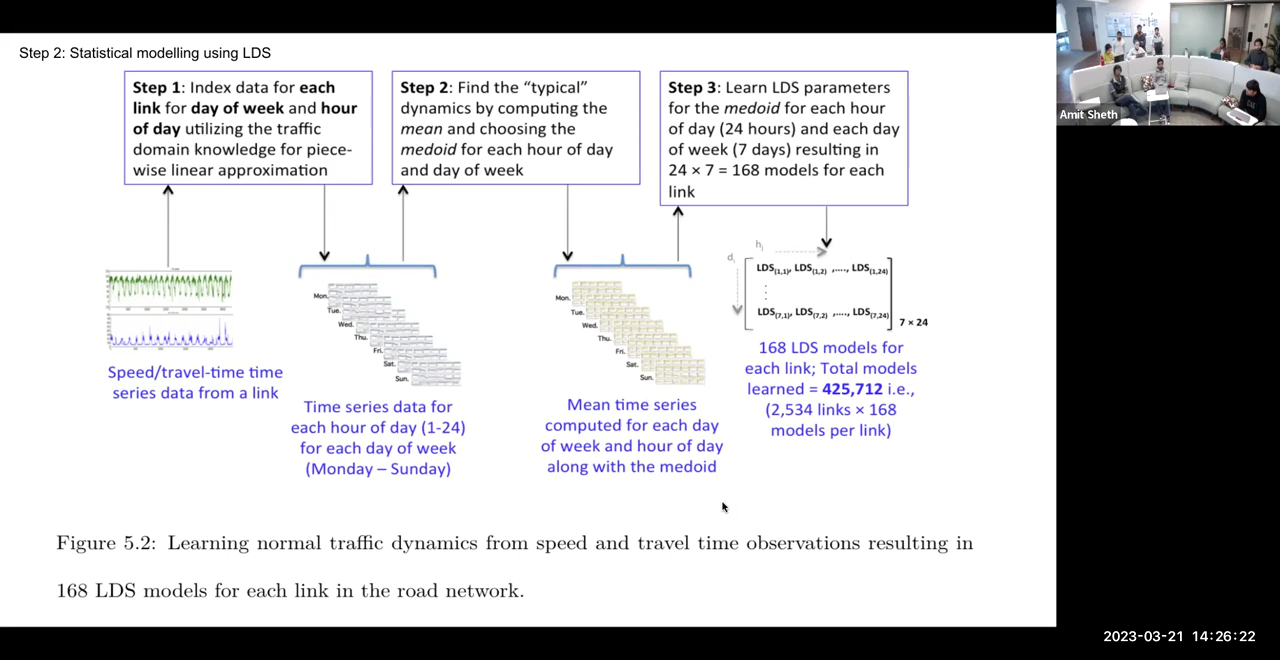 Step 2: Statistical modelling using LDS
Step 1: Index data for each
link for day of week and hour
of day utilizing the traffic
domain knowledge for piece-
wise linear approximation
Step 2: Find the “typical”
dynamics by computing the
mean and choosing the
medoid for each hour of day
and day of week
Step 3: Learn LDS parameters
for the medoid for each hour
of day (24 hours) and each day
of week (7 days) resulting in
24 × 7 = 168 models for each
link
Speed/travel-time time
series data from a link
Mon.
Tue.
Wed.
Thu.
Fri.
Sat.
Sun.
Time series data for
each hour of day (1-24)
for each day of week
(Monday – Sunday)
Mon.
Tue.
Wed.
Thu.
Fri.
Sat.
Sun.
Mean time series
computed for each day
of week and hour of day
along with the medoid
LDS(1,1), LDS(1,2) ,...., LDS(1,24)
LDS(7,1), LDS(7,2) ,...., LDS(7,24)
7 × 24
168 LDS models for
each link; Total models
learned = 425,712 i.e.,
(2,534 links × 168
models per link)
Figure 5.2: Learning normal traffic dynamics from speed and travel time observations resulting in
168 LDS models for each link in the road network.
Amit Sheth
2023-03-21 14:26:22